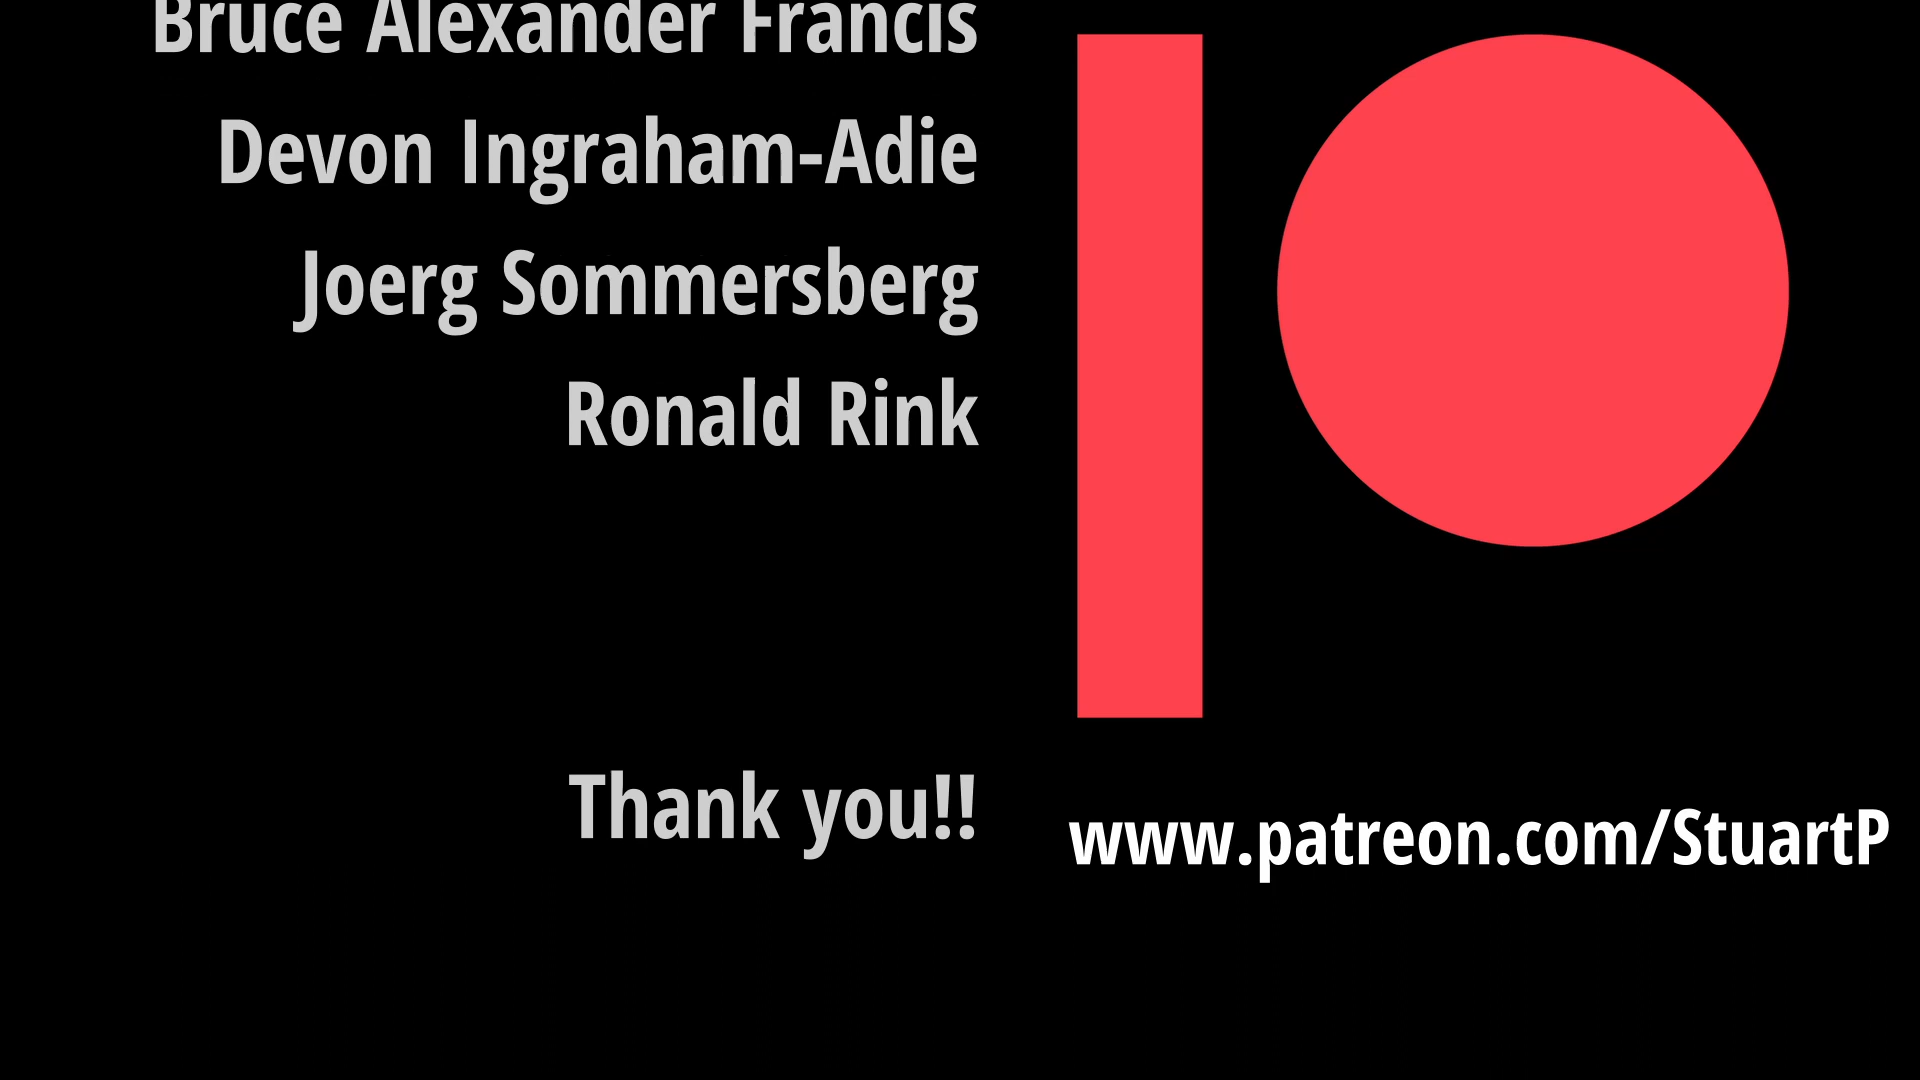 Bruce Alexander Francis
Devon Ingraham-Adie
Joerg Sommersberg
Ronald Rink
Thank you!!
www.patreon.com/StuartP